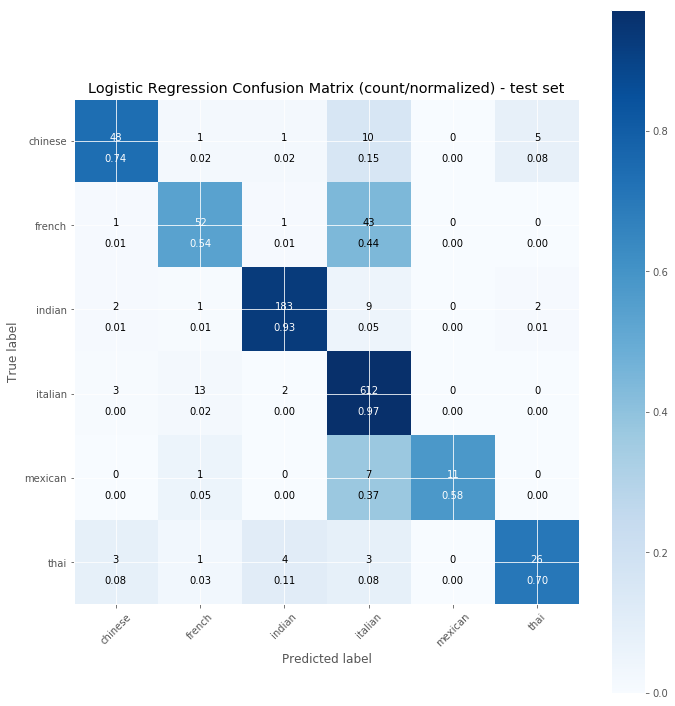 Logistic Regression Confusion Matrix (count/normalized) - test set
chinese 48 1 1 10 0 5
0.74 0.02 0.02 0.15 0.00 0.08
french 1 52 1 43 0 0
0.01 0.54 0.01 0.44 0.00 0.00
indian 2 1 183 9 0 2
0.01 0.01 0.93 0.05 0.00 0.01
italian 3 13 2 612 0 0
0.00 0.02 0.00 0.97 0.00 0.00
mexican 0 1 0 7 11 0
0.00 0.05 0.00 0.37 0.58 0.00
thai 3 1 4 3 0 26
0.08 0.03 0.11 0.08 0.00 0.70
True label
chinese french indian italian mexican thai
Predicted label
0.8
0.6
0.4
0.2
0.0